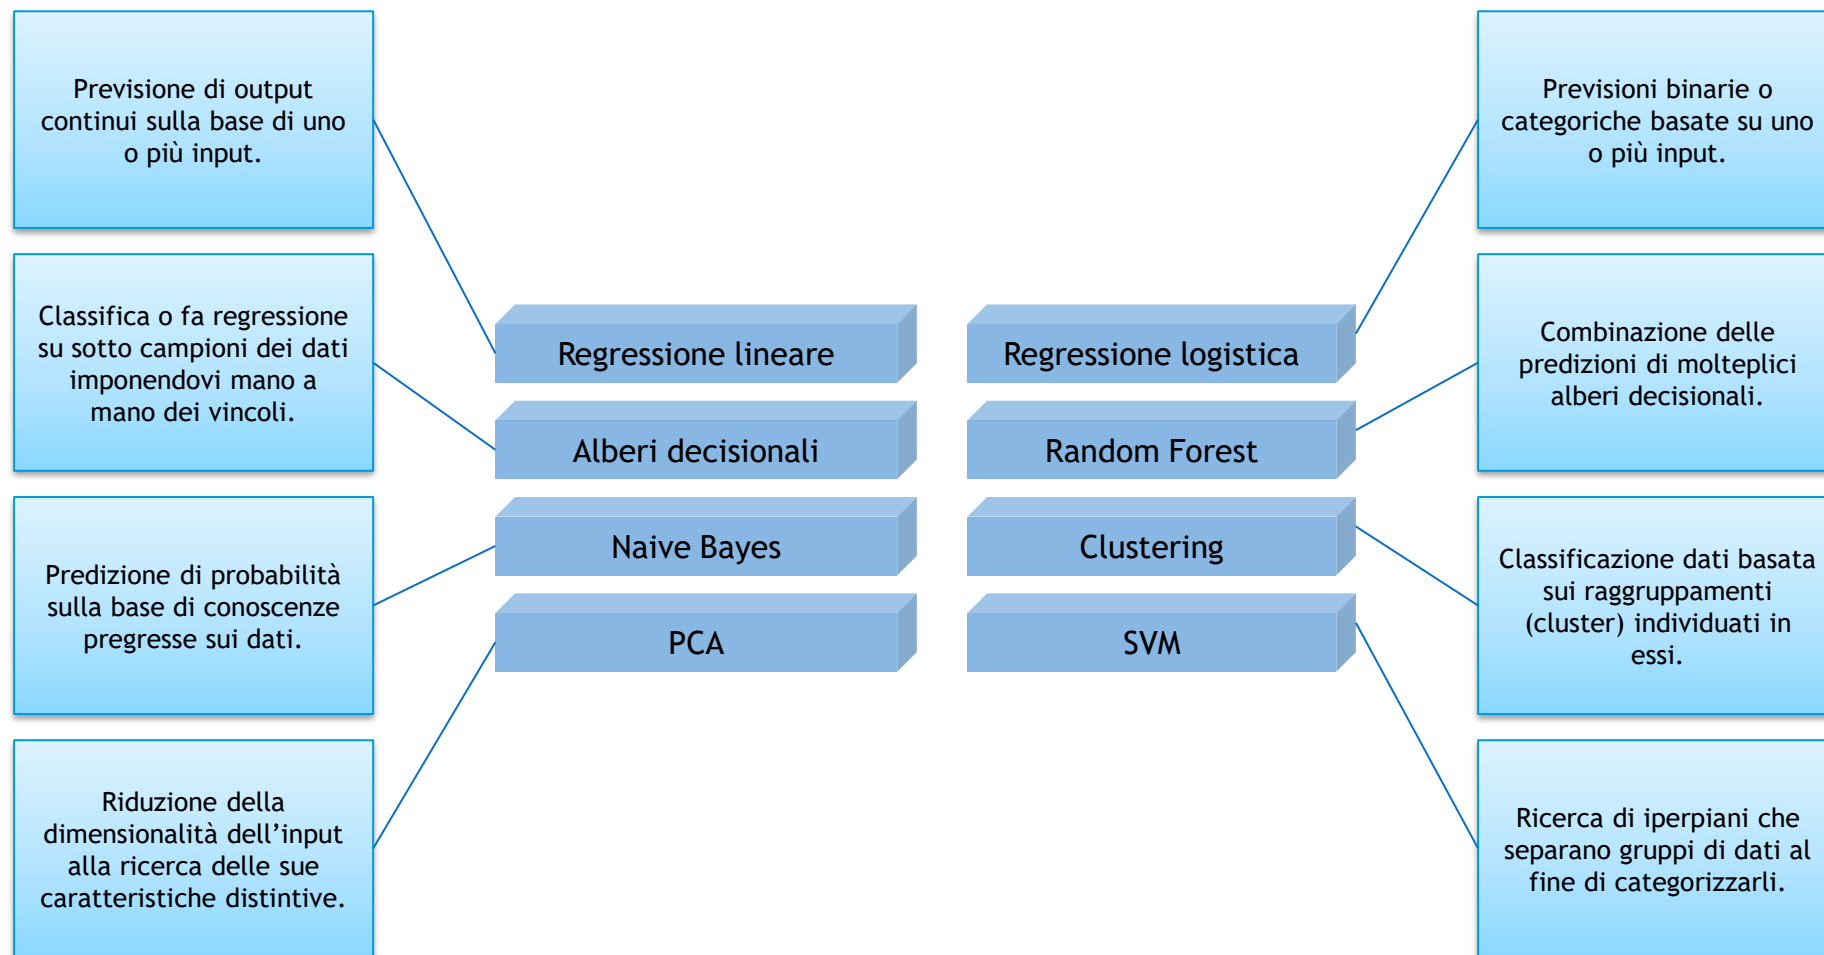 Previsione di output
continui sulla base di uno
o più input.
Classifica o fa regressione
su sotto campioni dei dati
imponendovi mano a
mano dei vincoli.
Predizione di probabilità
sulla base di conoscenze
pregresse sui dati.
Riduzione della
dimensionalità dell’input
alla ricerca delle sue
caratteristiche distintive.
Regressione lineare
Alberi decisionali
Naive Bayes
PCA
Regressione logistica
Random Forest
Clustering
SVM
Previsioni binarie o
categoriche basate su uno
o più input.
Combinazione delle
predizioni di molteplici
alberi decisionali.
Classificazione dati basata
sui raggruppamenti
(cluster) individuati in
essi.
Ricerca di iperpiani che
separano gruppi di dati al
fine di categorizzarli.